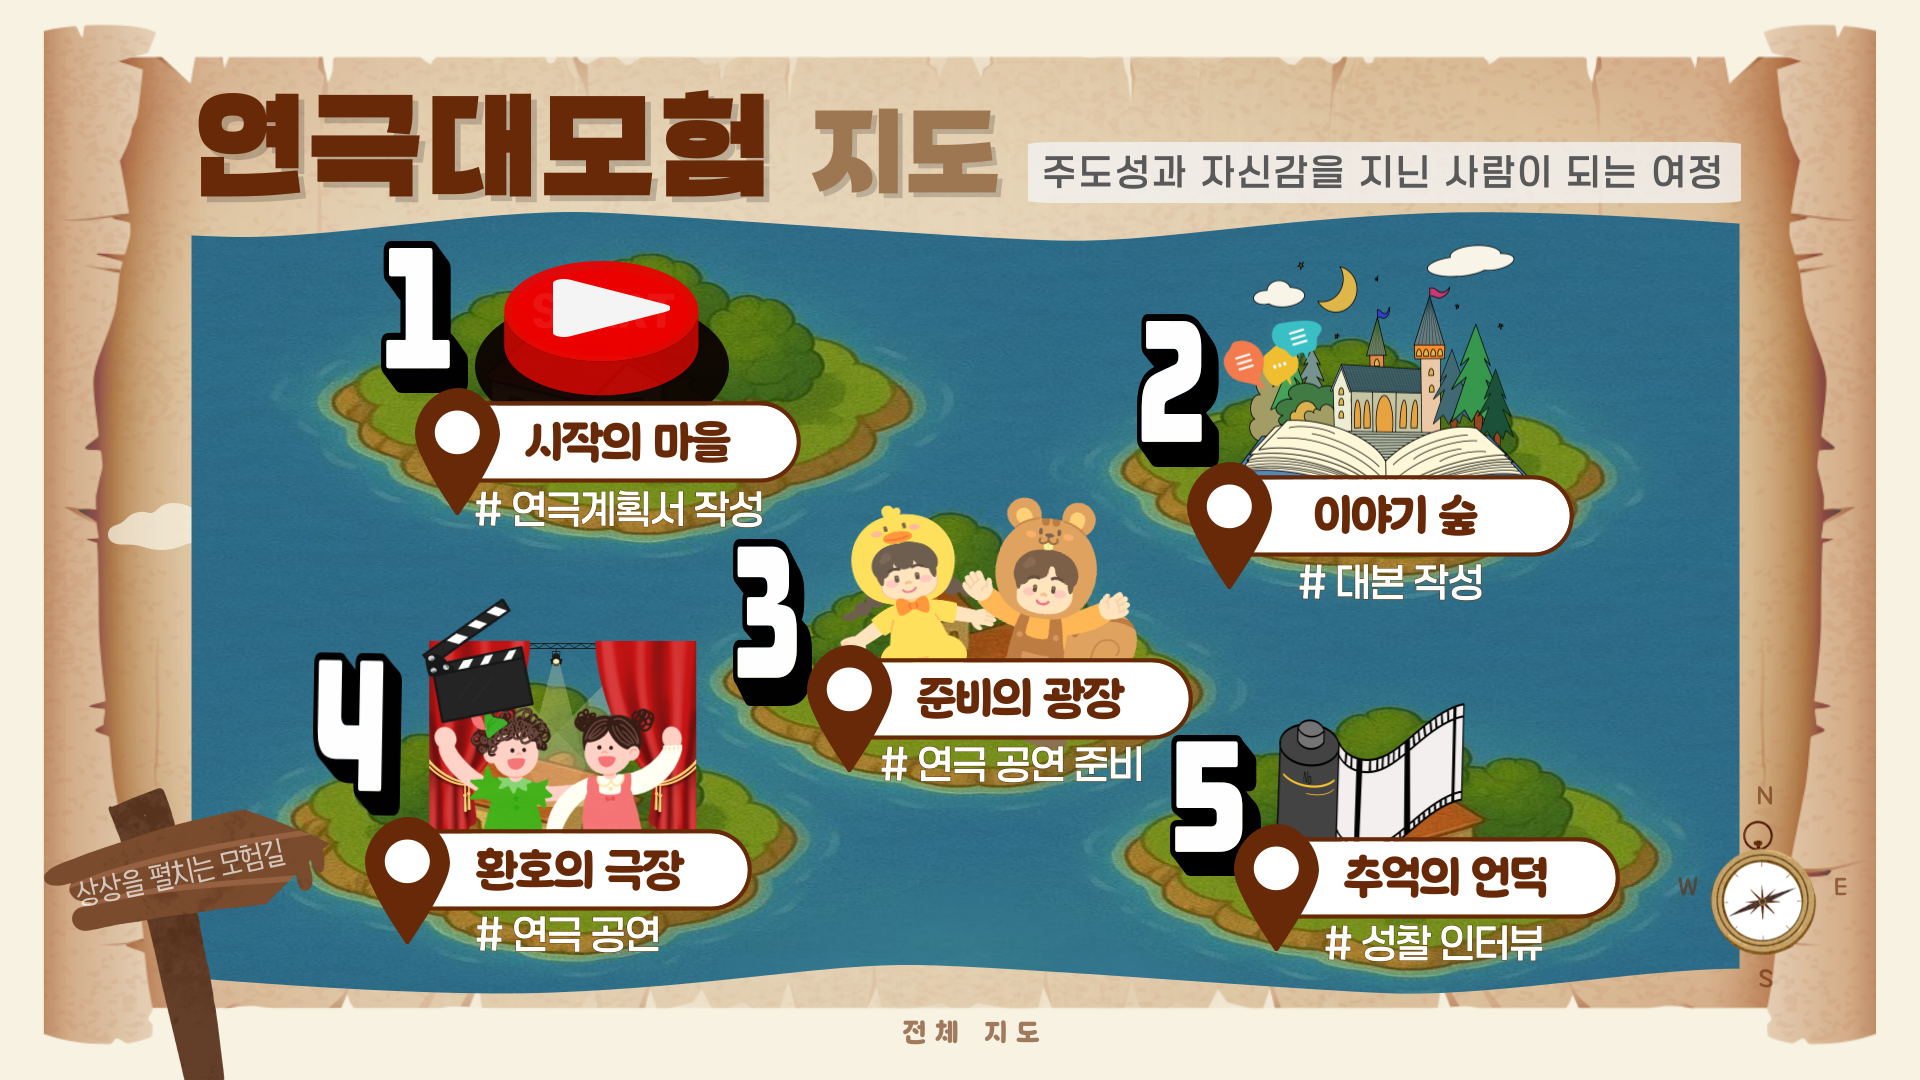 연극대모험 지도
주도성과 자신감을 지닌 사람이 되는 여정
1
START
시작의 마을
# 연극계획서 작성
2
이야기 숲
# 대본 작성
3
준비의 광장
# 연극 공연 준비
4
환호의 극장
# 연극 공연
5
추억의 언덕
# 성찰 인터뷰
상상을 펼치는 모험길
N
W
E
S
전체 지도